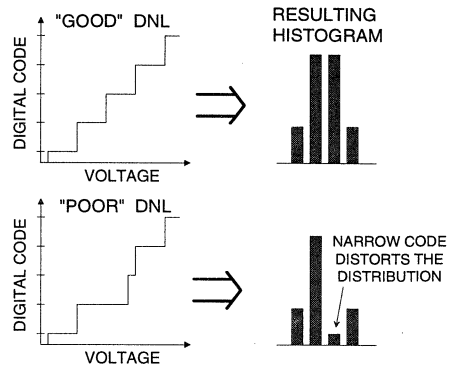 "GOOD" DNL
DIGITAL CODE
VOLTAGE
RESULTING
HISTOGRAM
"POOR" DNL
DIGITAL CODE
VOLTAGE
NARROW CODE
DISTORTS THE
DISTRIBUTION